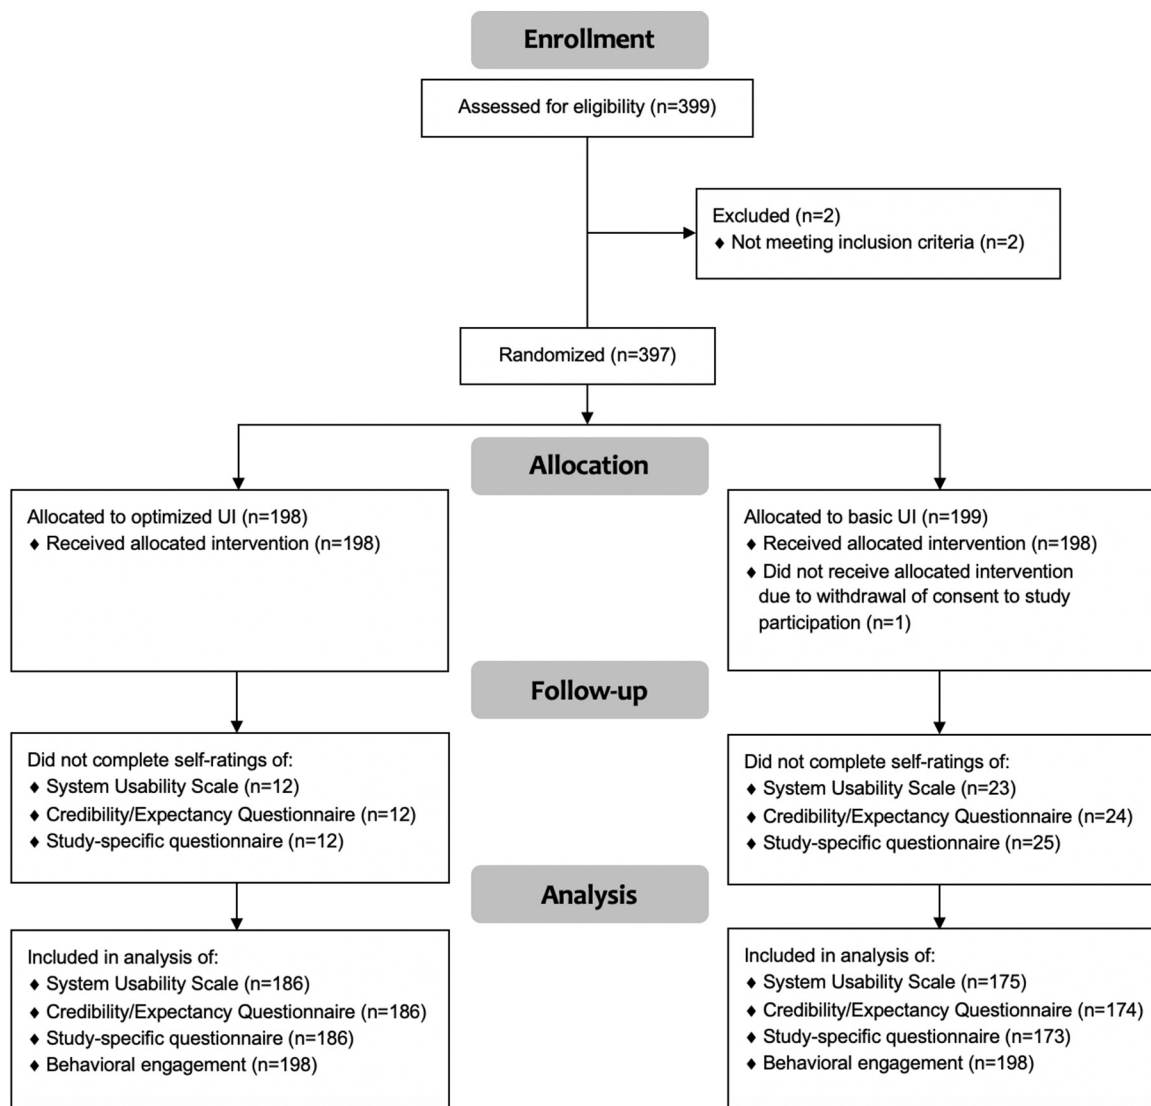 Enrollment
Assessed for eligibility (n=399)
Excluded (n=2)
♦ Not meeting inclusion criteria (n=2)
Randomized (n=397)
Allocation
Allocated to optimized UI (n=198)
♦ Received allocated intervention (n=198)
Allocated to basic UI (n=199)
♦ Received allocated intervention (n=198)
♦ Did not receive allocated intervention
due to withdrawal of consent to study
participation (n=1)
Follow-up
Did not complete self-ratings of:
♦ System Usability Scale (n=12)
♦ Credibility/Expectancy Questionnaire (n=12)
♦ Study-specific questionnaire (n=12)
Did not complete self-ratings of:
♦ System Usability Scale (n=23)
♦ Credibility/Expectancy Questionnaire (n=24)
♦ Study-specific questionnaire (n=25)
Analysis
Included in analysis of:
♦ System Usability Scale (n=186)
♦ Credibility/Expectancy Questionnaire (n=186)
♦ Study-specific questionnaire (n=186)
♦ Behavioral engagement (n=198)
Included in analysis of:
♦ System Usability Scale (n=175)
♦ Credibility/Expectancy Questionnaire (n=174)
♦ Study-specific questionnaire (n=173)
♦ Behavioral engagement (n=198)